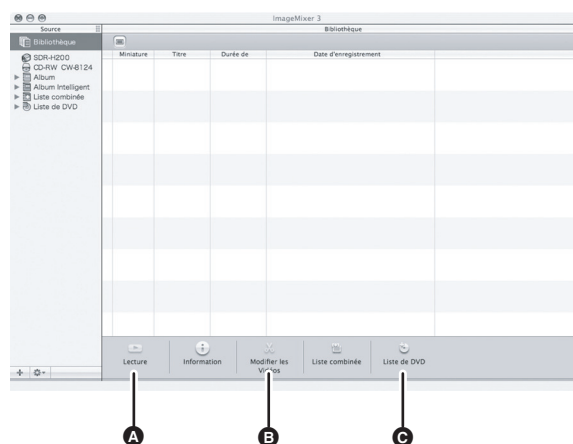 ImageMixer 3
Source
Bibliothèque
Bibliothèque
SDR-H200
CD-RW CW-8124
Album
Album Intelligent
Liste combinée
Liste de DVD
Miniature Titre Durée de Date d'enregistrement
Lecture Information Modifier les Vidéos Liste combinée Liste de DVD
A B C